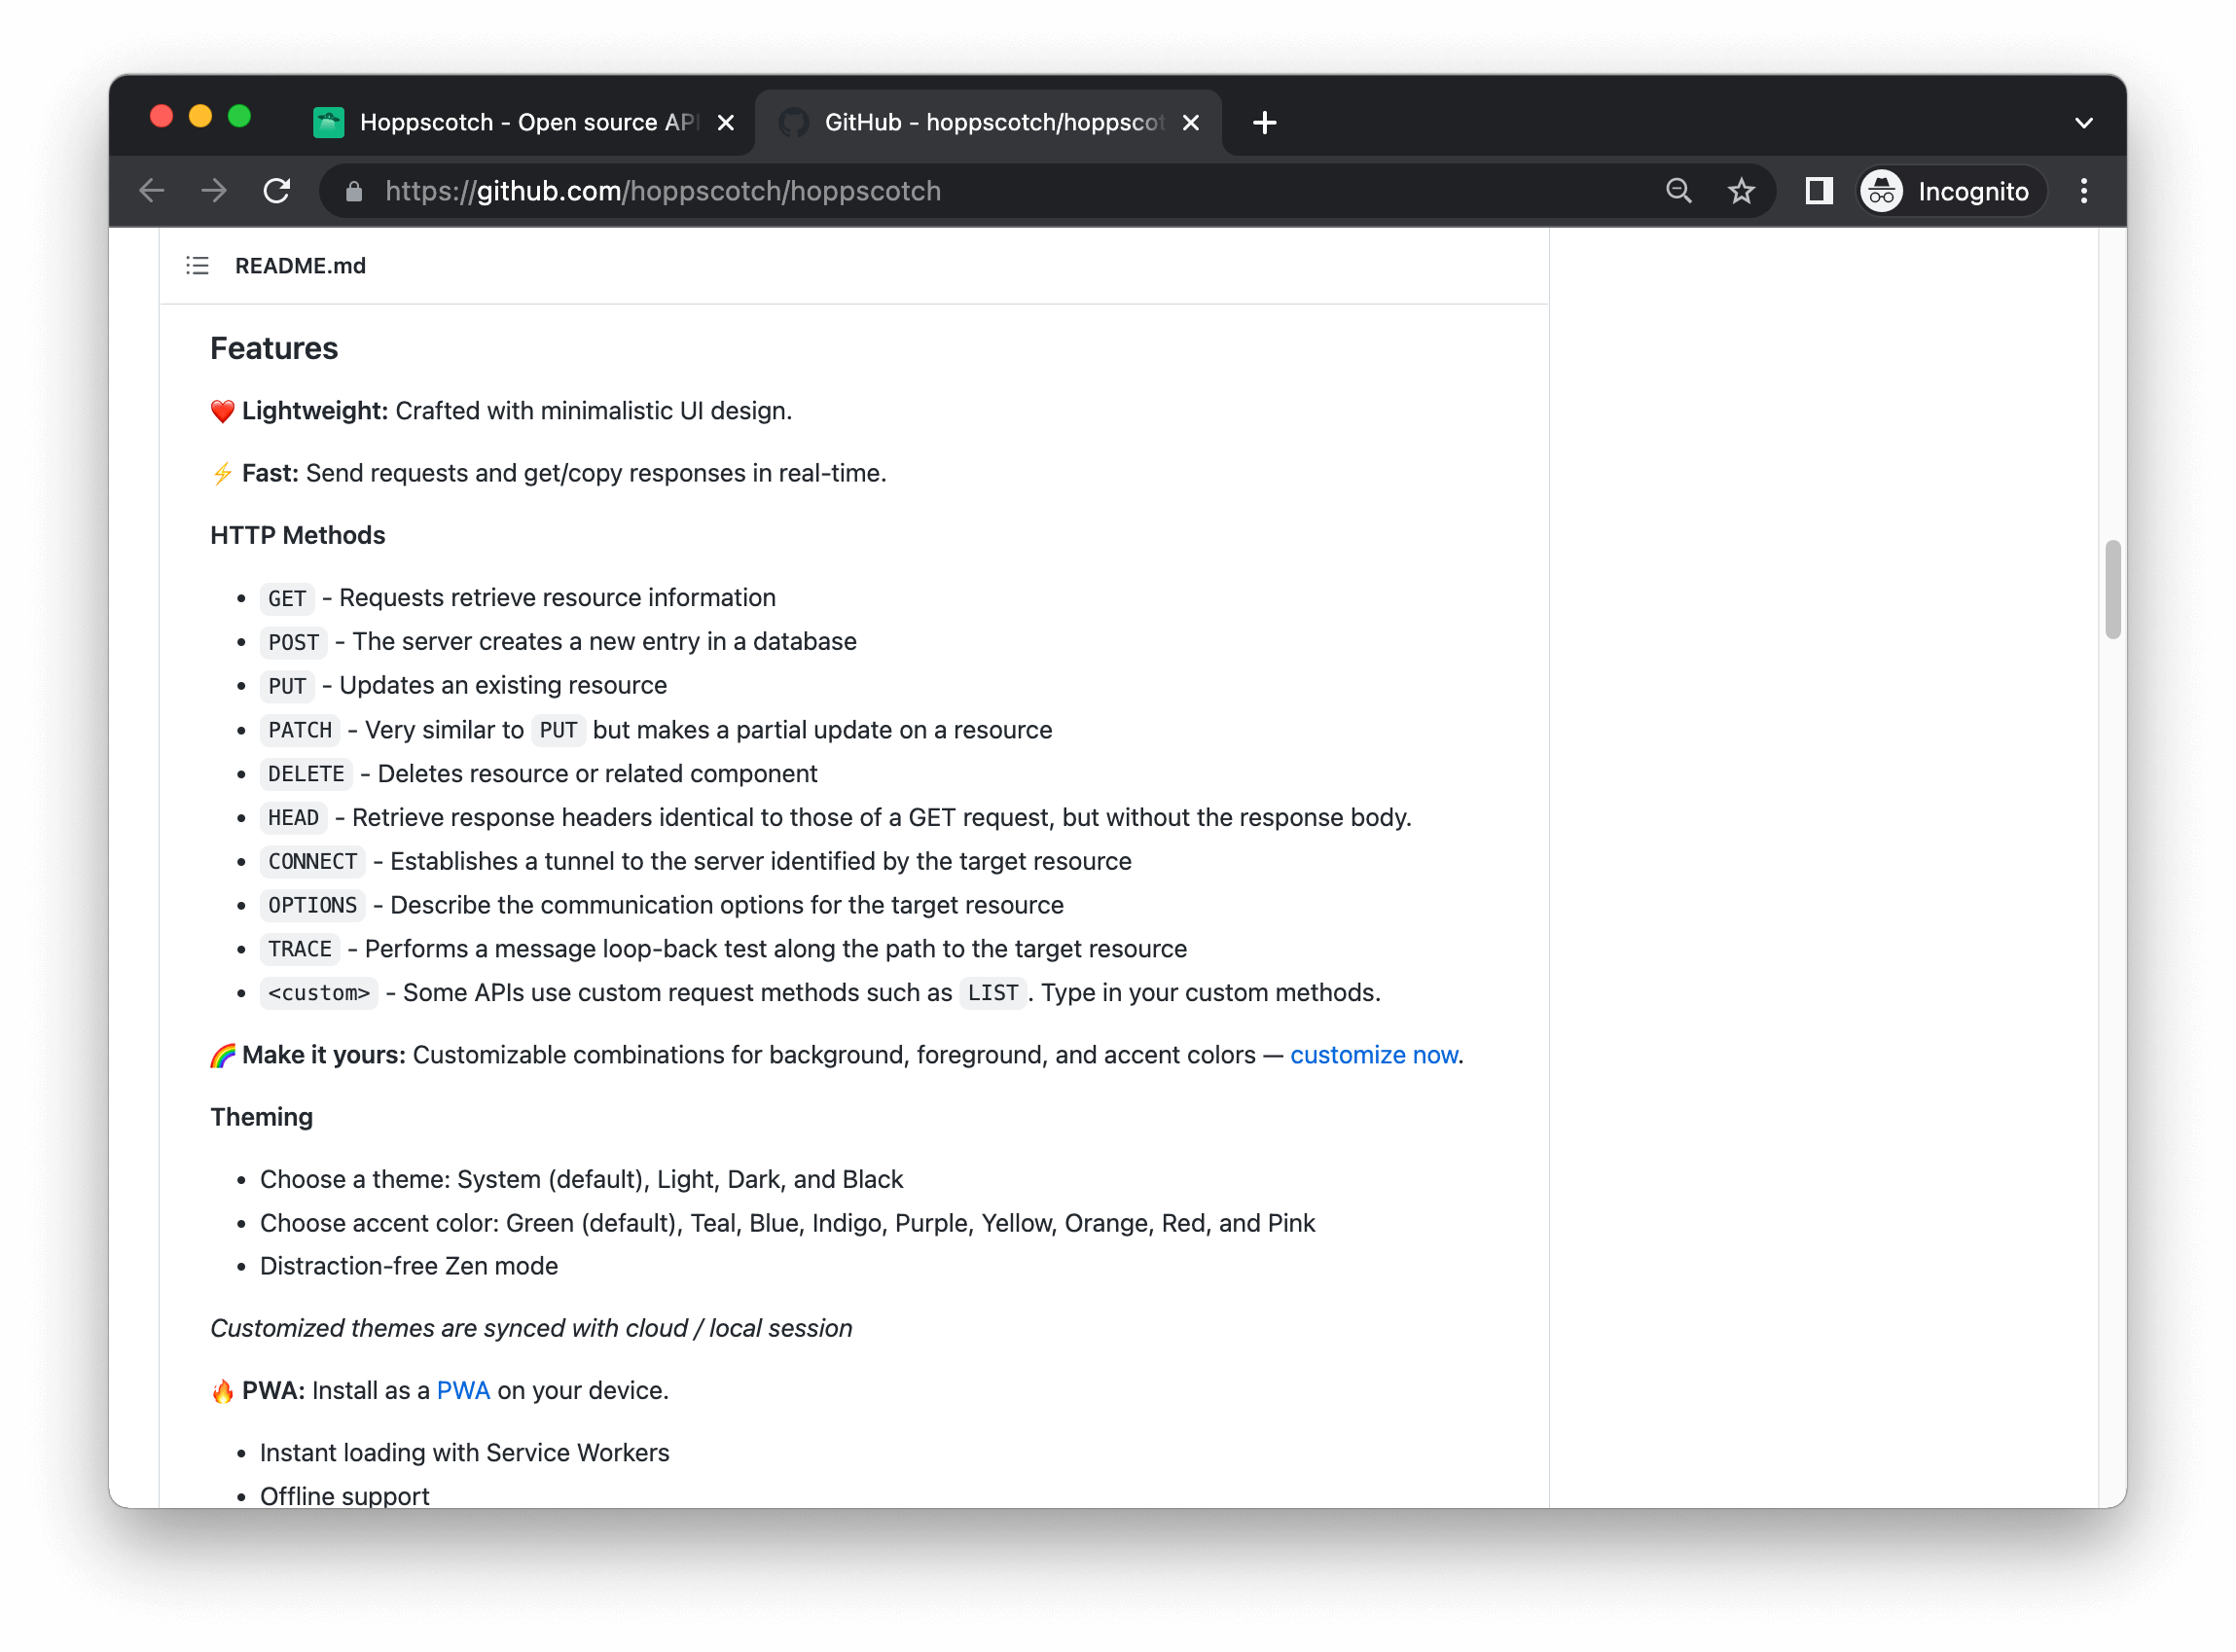 Hoppscotch - Open source API
GitHub - hoppscotch/hoppscot
https://github.com/hoppscotch/hoppscotch
Incognito
README.md
Features
❤️ Lightweight: Crafted with minimalistic UI design.
⚡ Fast: Send requests and get/copy responses in real-time.
HTTP Methods
• GET - Requests retrieve resource information
• POST - The server creates a new entry in a database
• PUT - Updates an existing resource
• PATCH - Very similar to PUT but makes a partial update on a resource
• DELETE - Deletes resource or related component
• HEAD - Retrieve response headers identical to those of a GET request, but without the response body.
• CONNECT - Establishes a tunnel to the server identified by the target resource
• OPTIONS - Describe the communication options for the target resource
• TRACE - Performs a message loop-back test along the path to the target resource
• <custom> - Some APIs use custom request methods such as LIST. Type in your custom methods.
🌈 Make it yours: Customizable combinations for background, foreground, and accent colors — customize now.
Theming
• Choose a theme: System (default), Light, Dark, and Black
• Choose accent color: Green (default), Teal, Blue, Indigo, Purple, Yellow, Orange, Red, and Pink
• Distraction-free Zen mode
Customized themes are synced with cloud / local session
🔥 PWA: Install as a PWA on your device.
• Instant loading with Service Workers
• Offline support